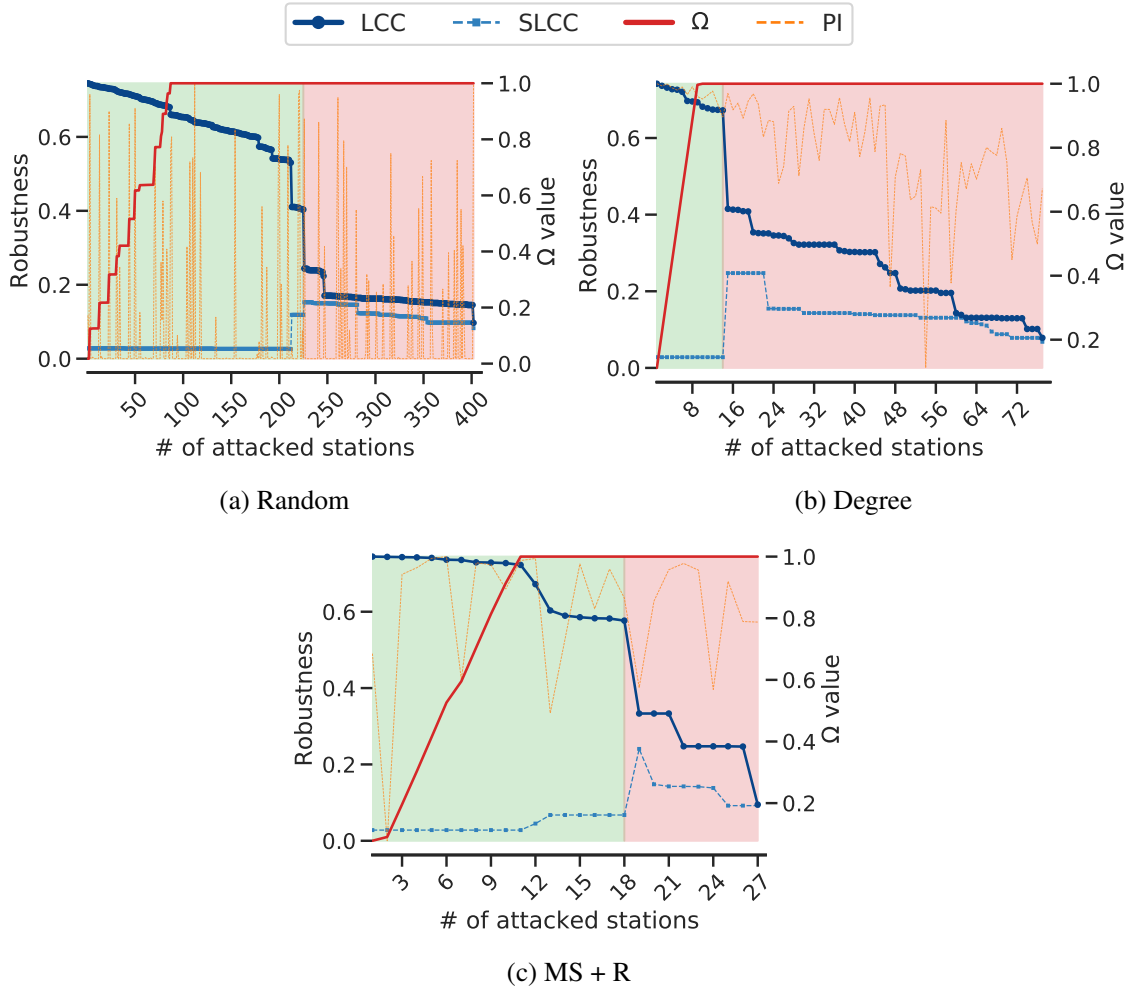 LCC SLCC Ω PI
Robustness
0.6
0.4
0.2
0.0
1.0
0.8
0.6
0.4
0.2
0.0
Ω value
50 100 150 200 250 300 350 400
# of attacked stations
(a) Random
Robustness
0.6
0.4
0.2
0.0
1.0
0.8
0.6
0.4
0.2
Ω value
8 16 24 32 40 48 56 64 72
# of attacked stations
(b) Degree
Robustness
0.6
0.4
0.2
0.0
1.0
0.8
0.6
0.4
0.2
Ω value
3 6 9 12 15 18 21 24 27
# of attacked stations
(c) MS + R